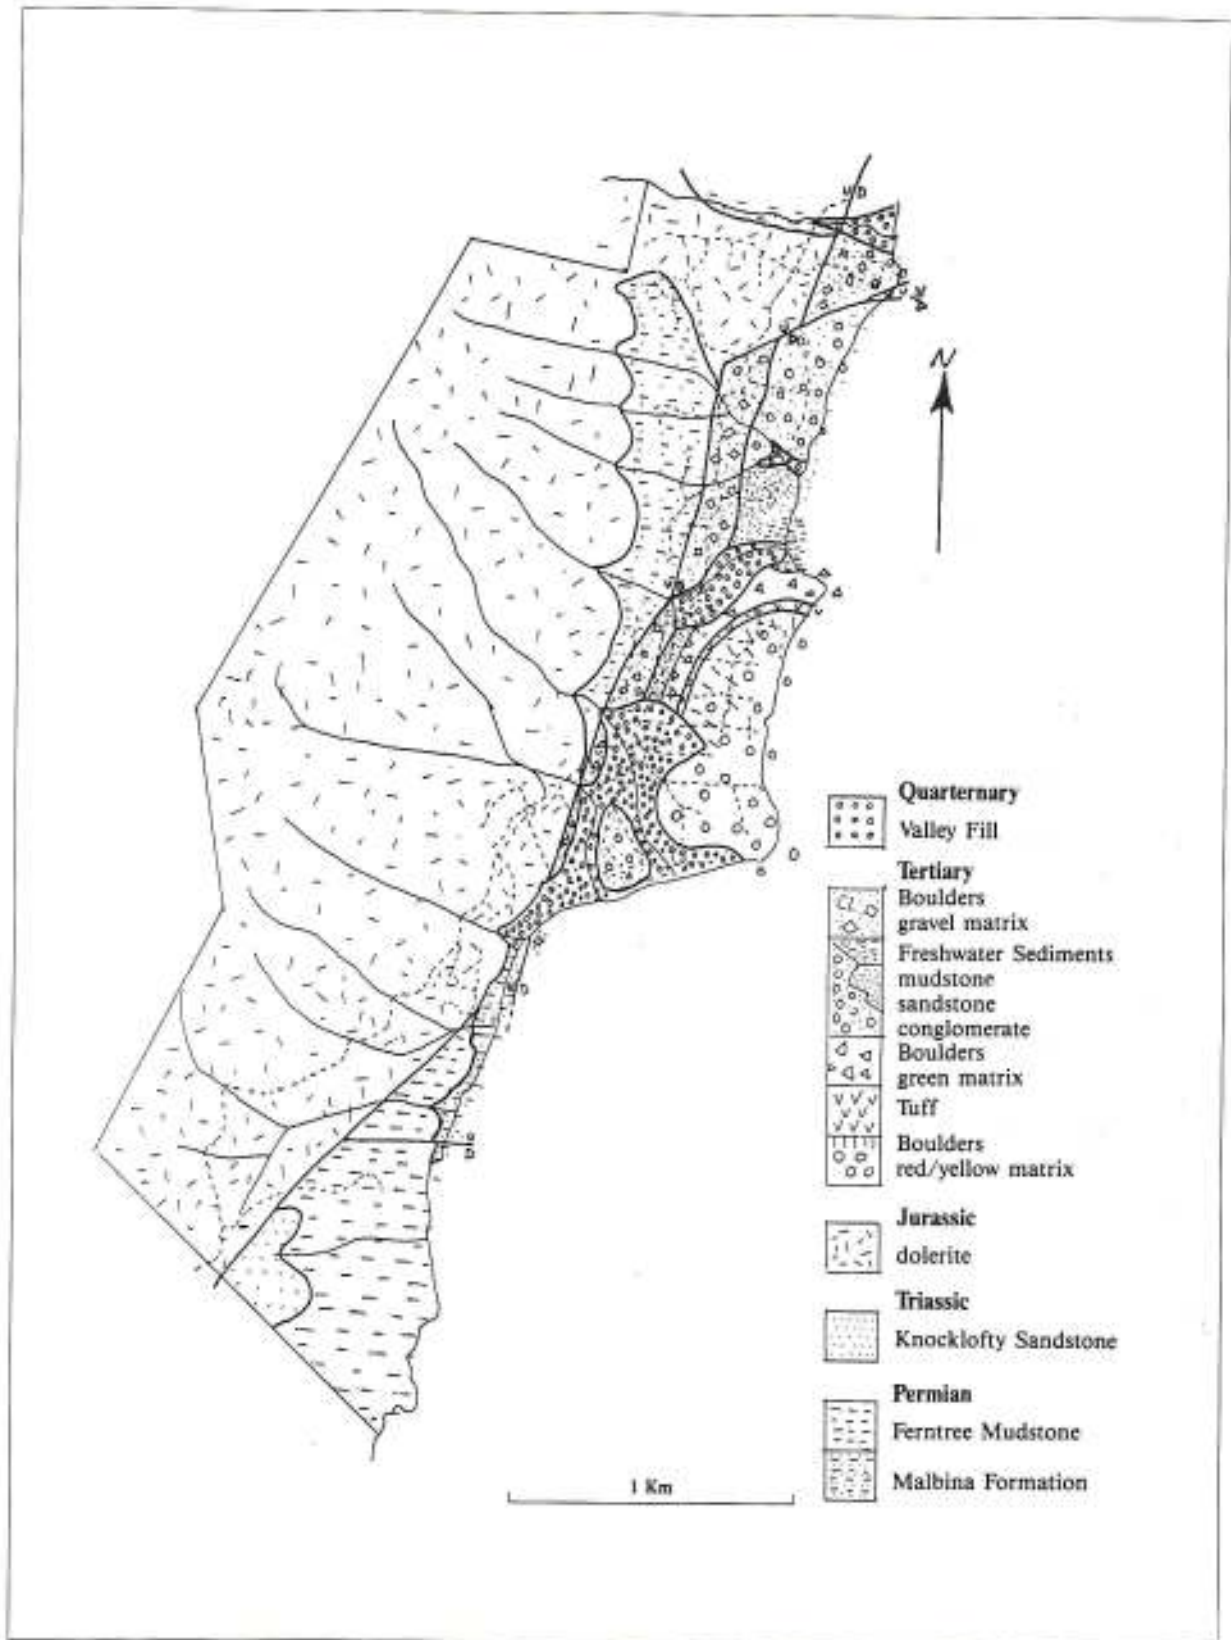 N
Quarternary
Valley Fill
Tertiary
Boulders
gravel matrix
Freshwater Sediments
mudstone
sandstone
conglomerate
Boulders
green matrix
Tuff
Boulders
red/yellow matrix
Jurassic
dolerite
Triassic
Knocklofty Sandstone
Permian
Ferntree Mudstone
Malbina Formation
1 Km